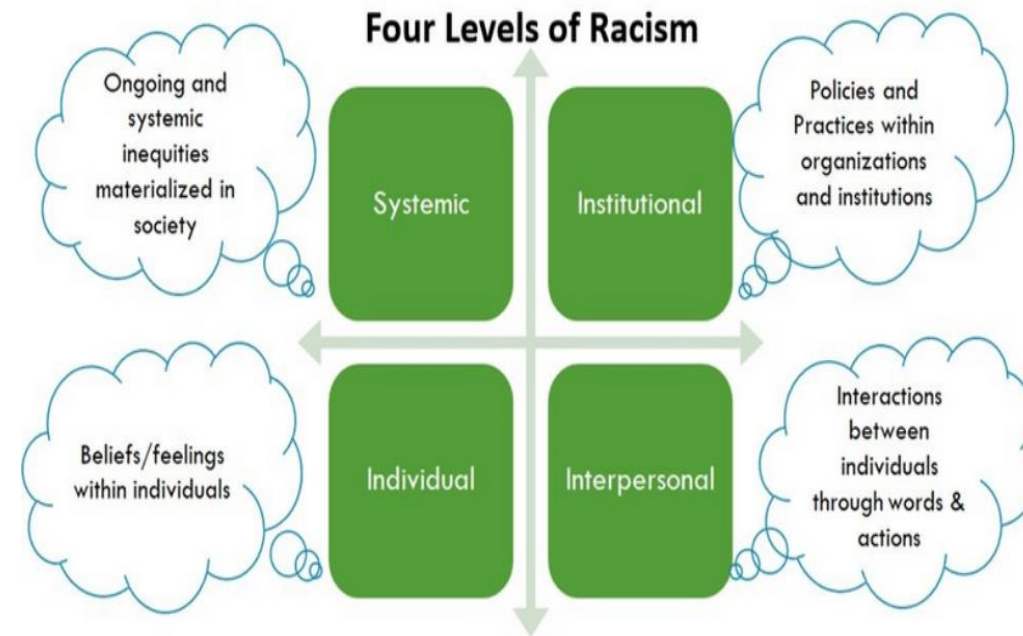 Four Levels of Racism
Ongoing and
systemic
inequities
materialized in
society
Systemic
Institutional
Policies and
Practices within
organizations
and institutions
Beliefs/feelings
within individuals
Individual
Interpersonal
Interactions
between
individuals
through words &
actions